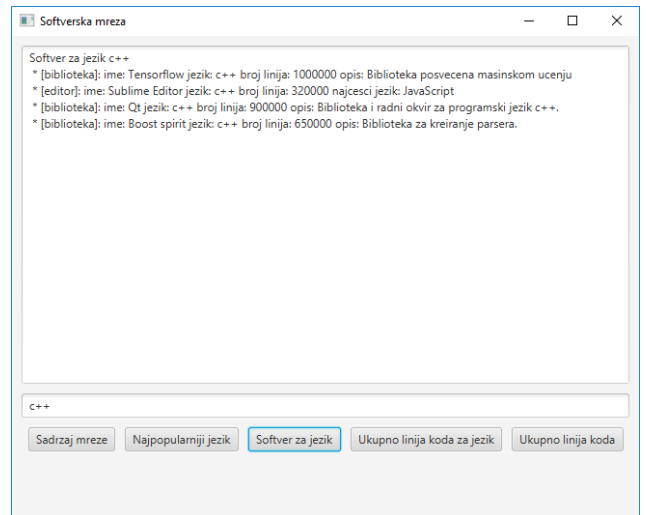 Softverska mreza
Softver za jezik c++
* [biblioteka]: ime: Tensorflow jezik: c++ broj linija: 1000000 opis: Biblioteka posvecena masinskom ucenju
* [editor]: ime: Sublime Editor jezik: c++ broj linija: 320000 najcesci jezik: JavaScript
* [biblioteka]: ime: Qt jezik: c++ broj linija: 900000 opis: Biblioteka i radni okvir za programski jezik c++.
* [biblioteka]: ime: Boost spirit jezik: c++ broj linija: 650000 opis: Biblioteka za kreiranje parsera.
c++
Sadrzaj mreze Najpopularniji jezik Softver za jezik Ukupno linija koda za jezik Ukupno linija koda